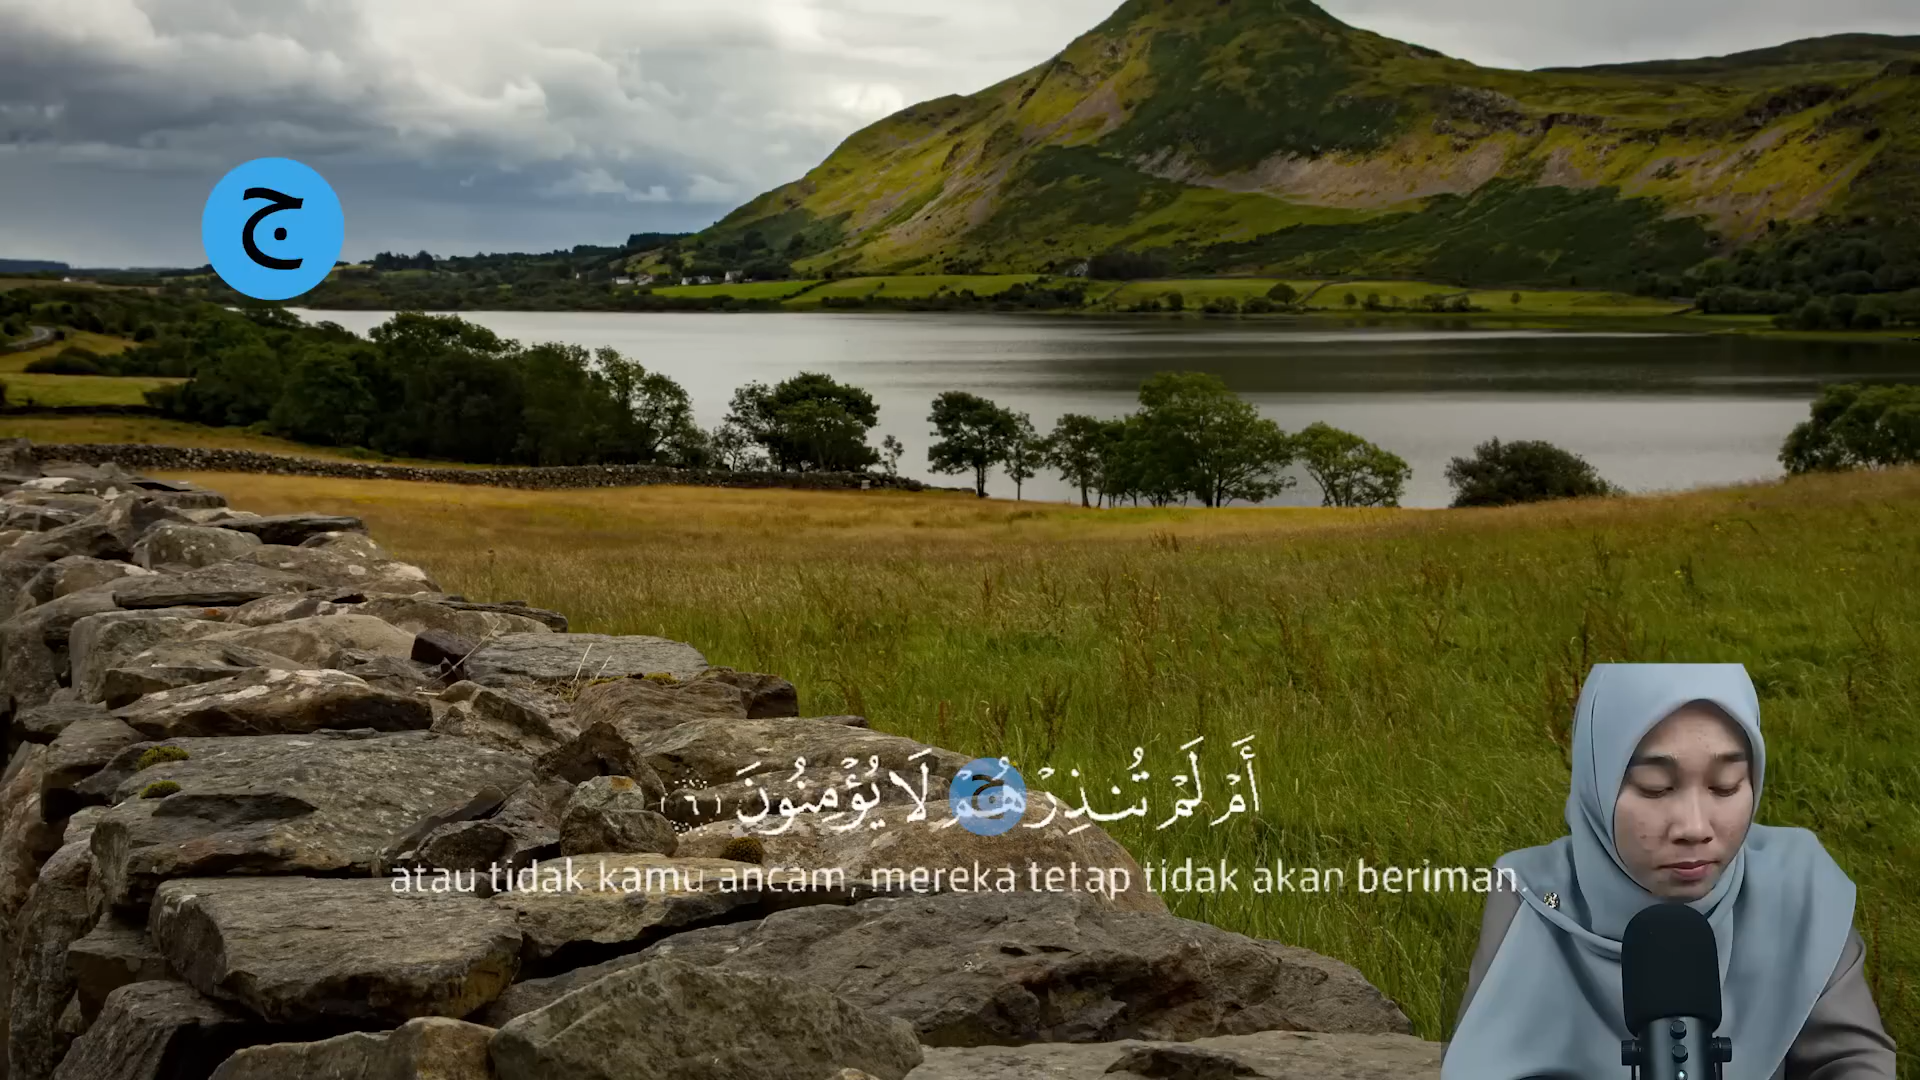 ج
أَمْ لَمْ تُنذِرْهُمْ لَا يُؤْمِنُونَ ٦
atau tidak kamu ancam, mereka tetap tidak akan beriman.